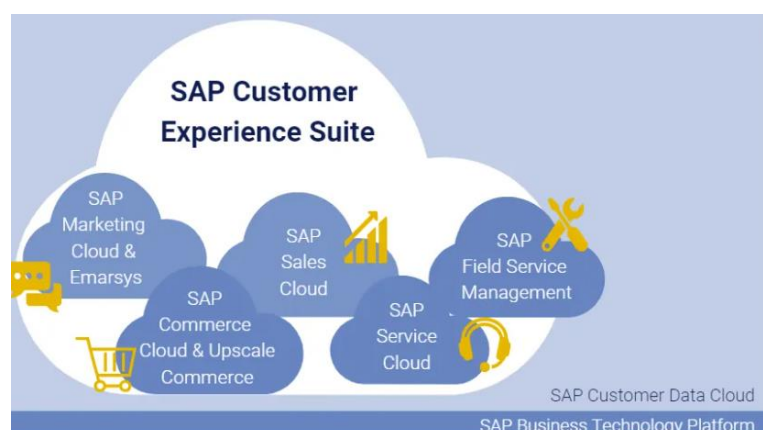 SAP Customer
Experience Suite
SAP
Marketing
Cloud &
Emarsys
SAP
Sales
Cloud
SAP
Field Service
Management
SAP
Commerce
Cloud & Upscale
Commerce
SAP
Service
Cloud
SAP Customer Data Cloud
SAP Business Technology Platform